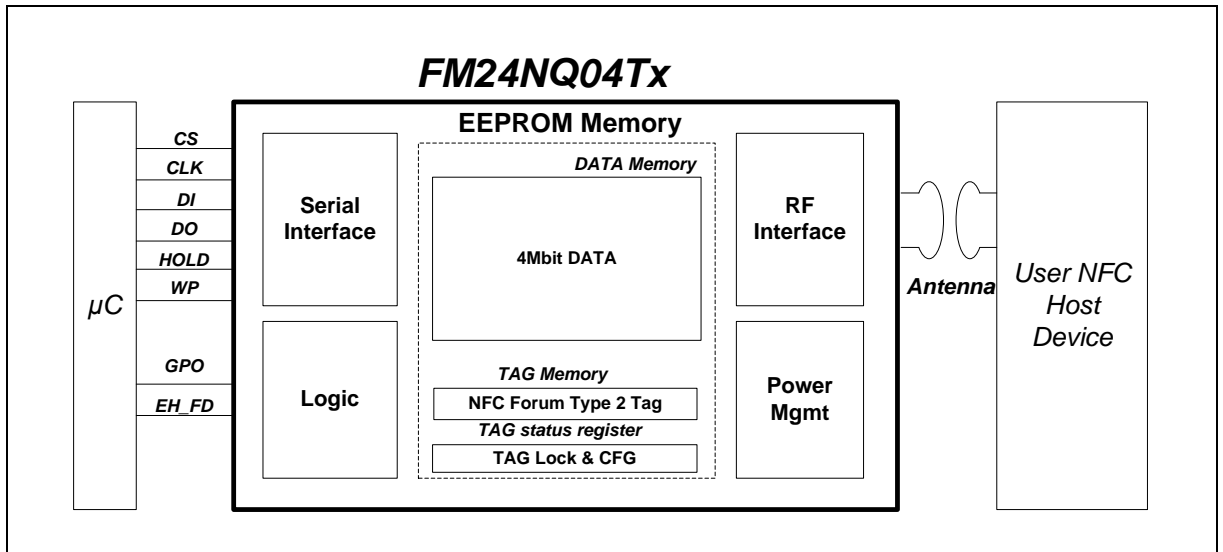 FM24NQ04Tx
EEPROM Memory
CS
CLK
DI
DO
HOLD
WP
GPO
EH_FD
µC
Serial
Interface
Logic
DATA Memory
4Mbit DATA
TAG Memory
NFC Forum Type 2 Tag
TAG status register
TAG Lock & CFG
RF
Interface
Power
Mgmt
Antenna
User NFC
Host
Device